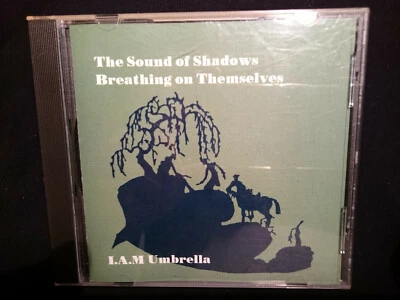 The Sound of Shadows
Breathing on Themselves
I.A.M Umbrella